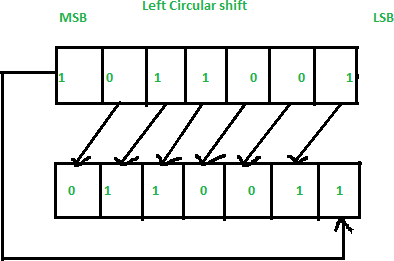 Left Circular shift
MSB LSB
1 0 1 1 0 0 1
0 1 1 0 0 1 1